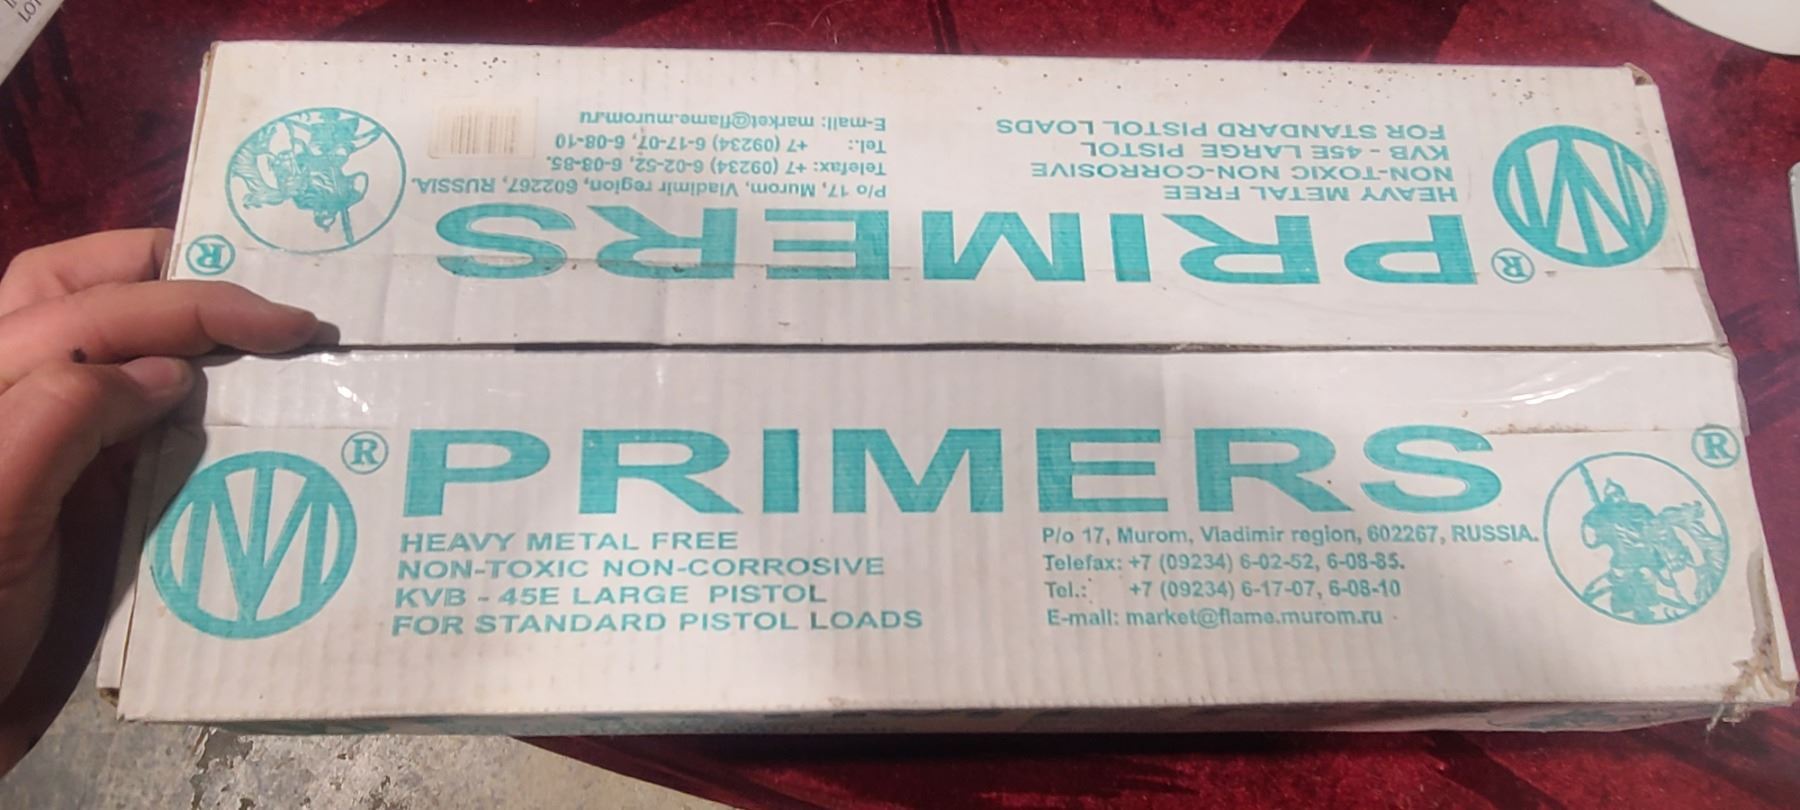 P/o 17, Murom, Vladimir region, 602267, RUSSIA.
Telefax: +7 (09234) 6-02-52, 6-08-85.
Tel.: +7 (09234) 6-17-07, 6-08-10
E-mail: market@flame.murom.ru
PRIMERS
HEAVY METAL FREE
NON-TOXIC NON-CORROSIVE
KVB - 45E LARGE PISTOL
FOR STANDARD PISTOL LOADS
®
®
® PRIMERS ®
HEAVY METAL FREE
NON-TOXIC NON-CORROSIVE
KVB - 45E LARGE PISTOL
FOR STANDARD PISTOL LOADS
P/o 17, Murom, Vladimir region, 602267, RUSSIA.
Telefax: +7 (09234) 6-02-52, 6-08-85.
Tel.: +7 (09234) 6-17-07, 6-08-10
E-mail: market@flame.murom.ru